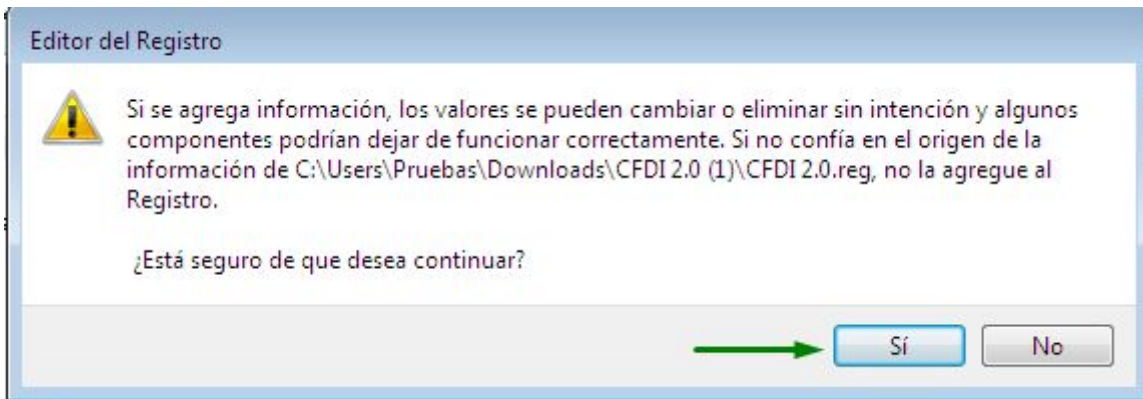 Editor del Registro
Si se agrega información, los valores se pueden cambiar o eliminar sin intención y algunos
componentes podrían dejar de funcionar correctamente. Si no confía en el origen de la
información de C:\Users\Pruebas\Downloads\CFDI 2.0 (1)\CFDI 2.0.reg, no la agregue al
Registro.
¿Está seguro de que desea continuar?
Sí
No